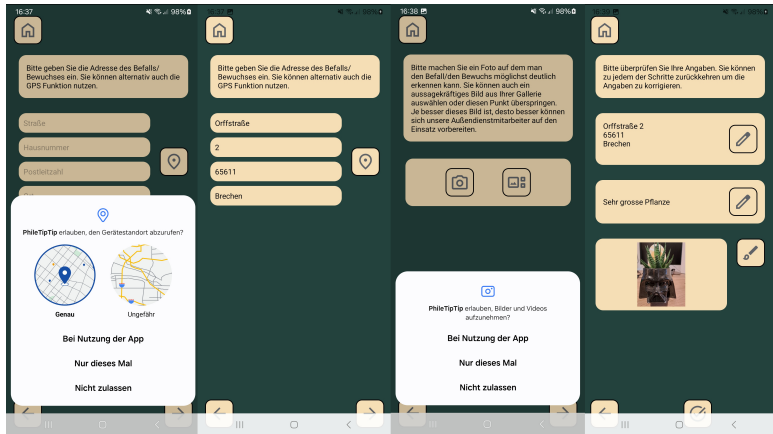 16:37
98%
Bitte geben Sie die Adresse des Befalls/
Bewuchses ein. Sie können alternativ auch die
GPS Funktion nutzen.
Straße
Hausnummer
Postleitzahl
PhileTipTip erlauben, den Gerätestandort abzurufen?
Genau
Ungefähr
Bei Nutzung der App
Nur dieses Mal
Nicht zulassen
16:37
98%
Bitte geben Sie die Adresse des Befalls/
Bewuchses ein. Sie können alternativ auch die
GPS Funktion nutzen.
Orffstraße
2
65611
Brechen
16:38
98%
Bitte machen Sie ein Foto auf dem man
den Befall/den Bewuchs möglichst deutlich
erkennen kann. Sie können auch ein
aussagekräftiges Bild aus Ihrer Gallerie
auswählen oder diesen Punkt überspringen.
Je besser dieses Bild ist, desto besser können
sich unsere Außendienstmitarbeiter auf den
Einsatz vorbereiten.
PhileTipTip erlauben, Bilder und Videos
aufzunehmen?
Bei Nutzung der App
Nur dieses Mal
Nicht zulassen
16:38
98%
Bitte überprüfen Sie Ihre Angaben. Sie können
zu jedem der Schritte zurückkehren um die
Angaben zu korrigieren.
Orffstraße 2
65611
Brechen
Sehr grosse Pflanze